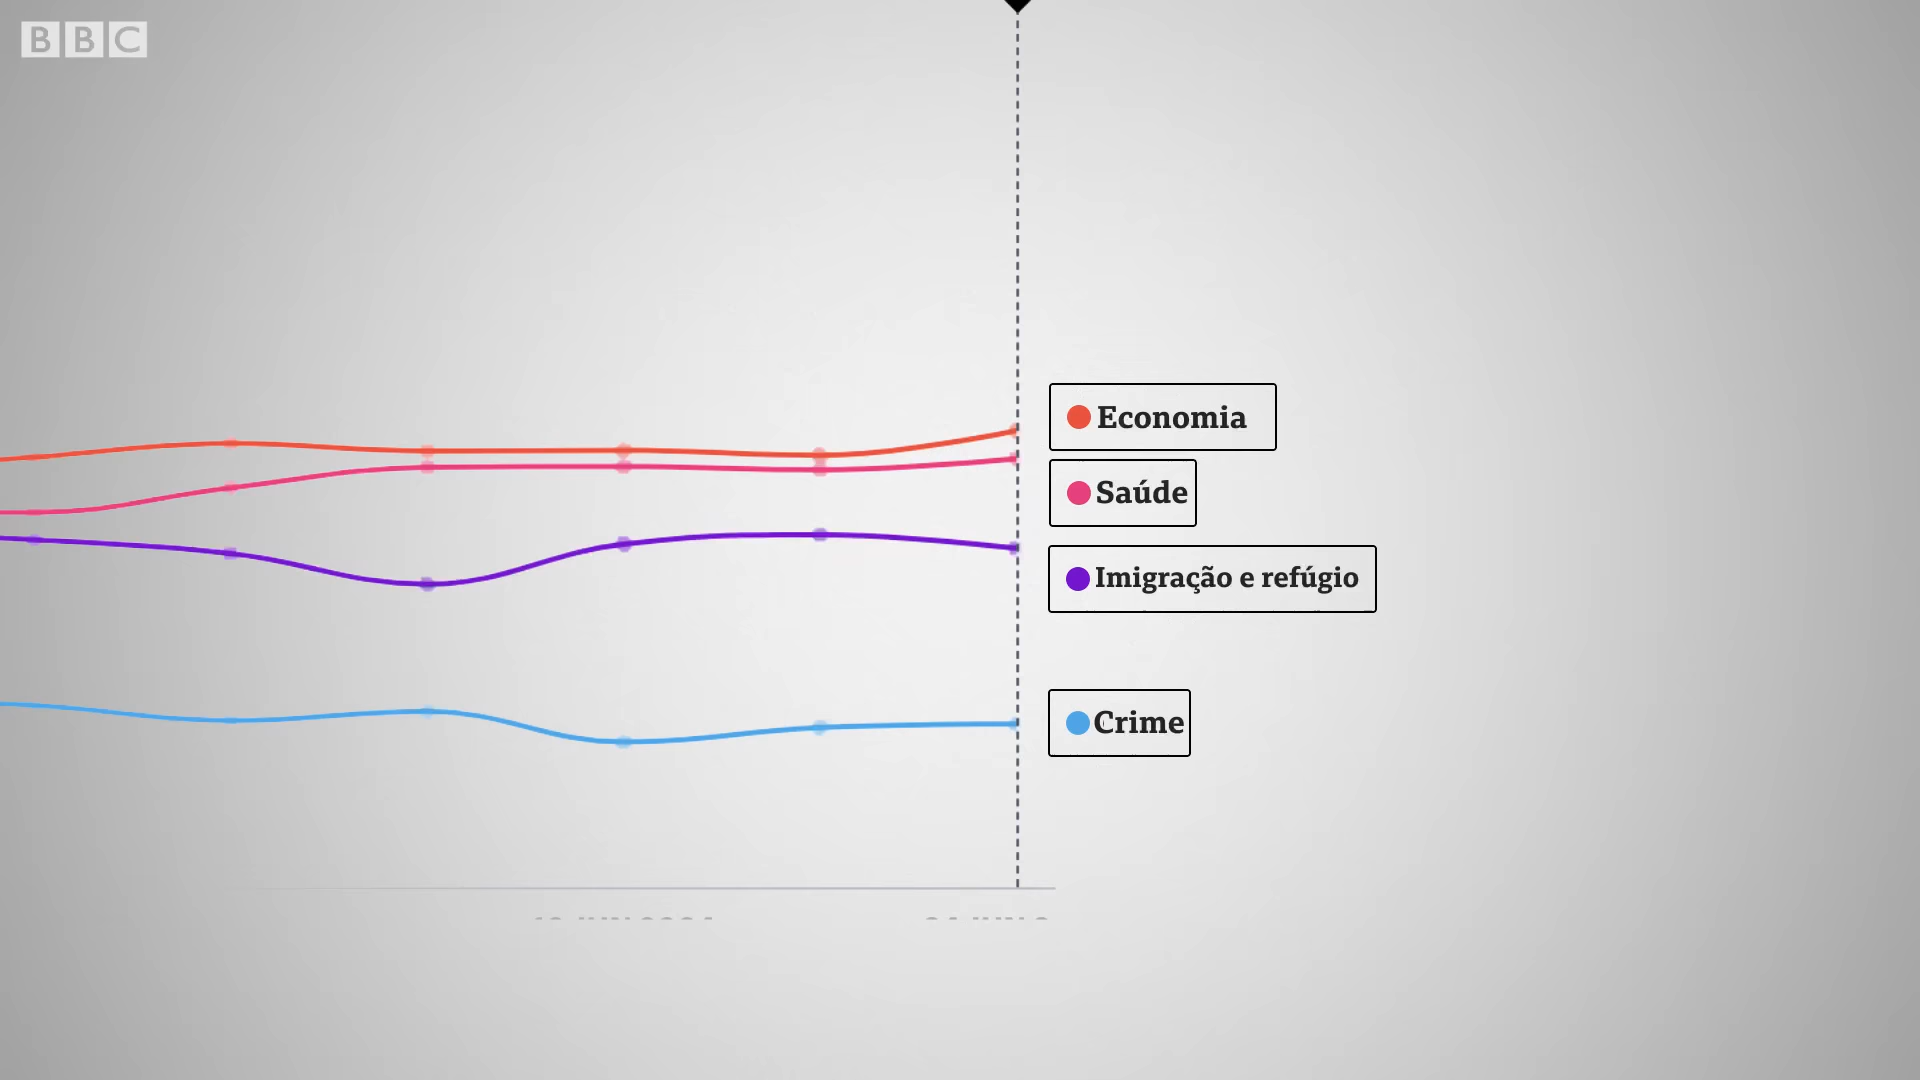 BBC
Economia
Saúde
Imigração e refúgio
Crime